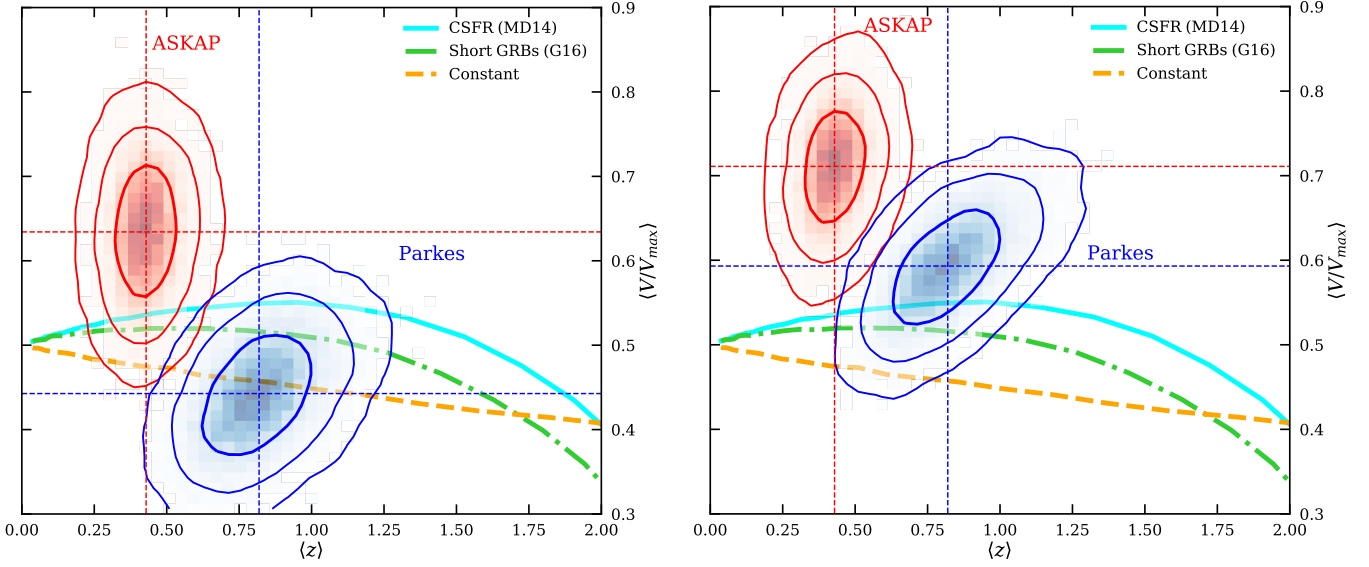 ASKAP
Parkes
CSFR (MD14)
Short GRBs (G16)
Constant
0.9
0.8
0.7
0.6
0.5
0.4
0.3
⟨V/V_max⟩
0.00 0.25 0.50 0.75 1.00 1.25 1.50 1.75 2.00
⟨z⟩
ASKAP
Parkes
CSFR (MD14)
Short GRBs (G16)
Constant
0.9
0.8
0.7
0.6
0.5
0.4
0.3
⟨V/V_max⟩
0.00 0.25 0.50 0.75 1.00 1.25 1.50 1.75 2.00
⟨z⟩